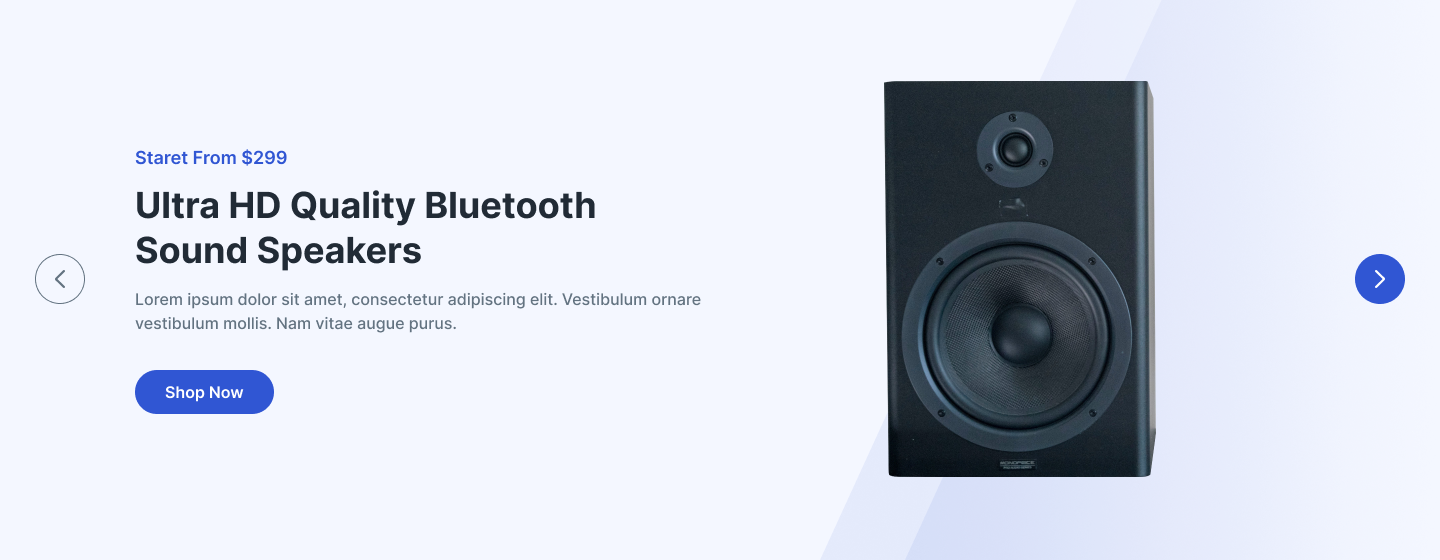 Staret From $299
Ultra HD Quality Bluetooth
Sound Speakers
Lorem ipsum dolor sit amet, consectetur adipiscing elit. Vestibulum ornare
vestibulum mollis. Nam vitae augue purus.
Shop Now